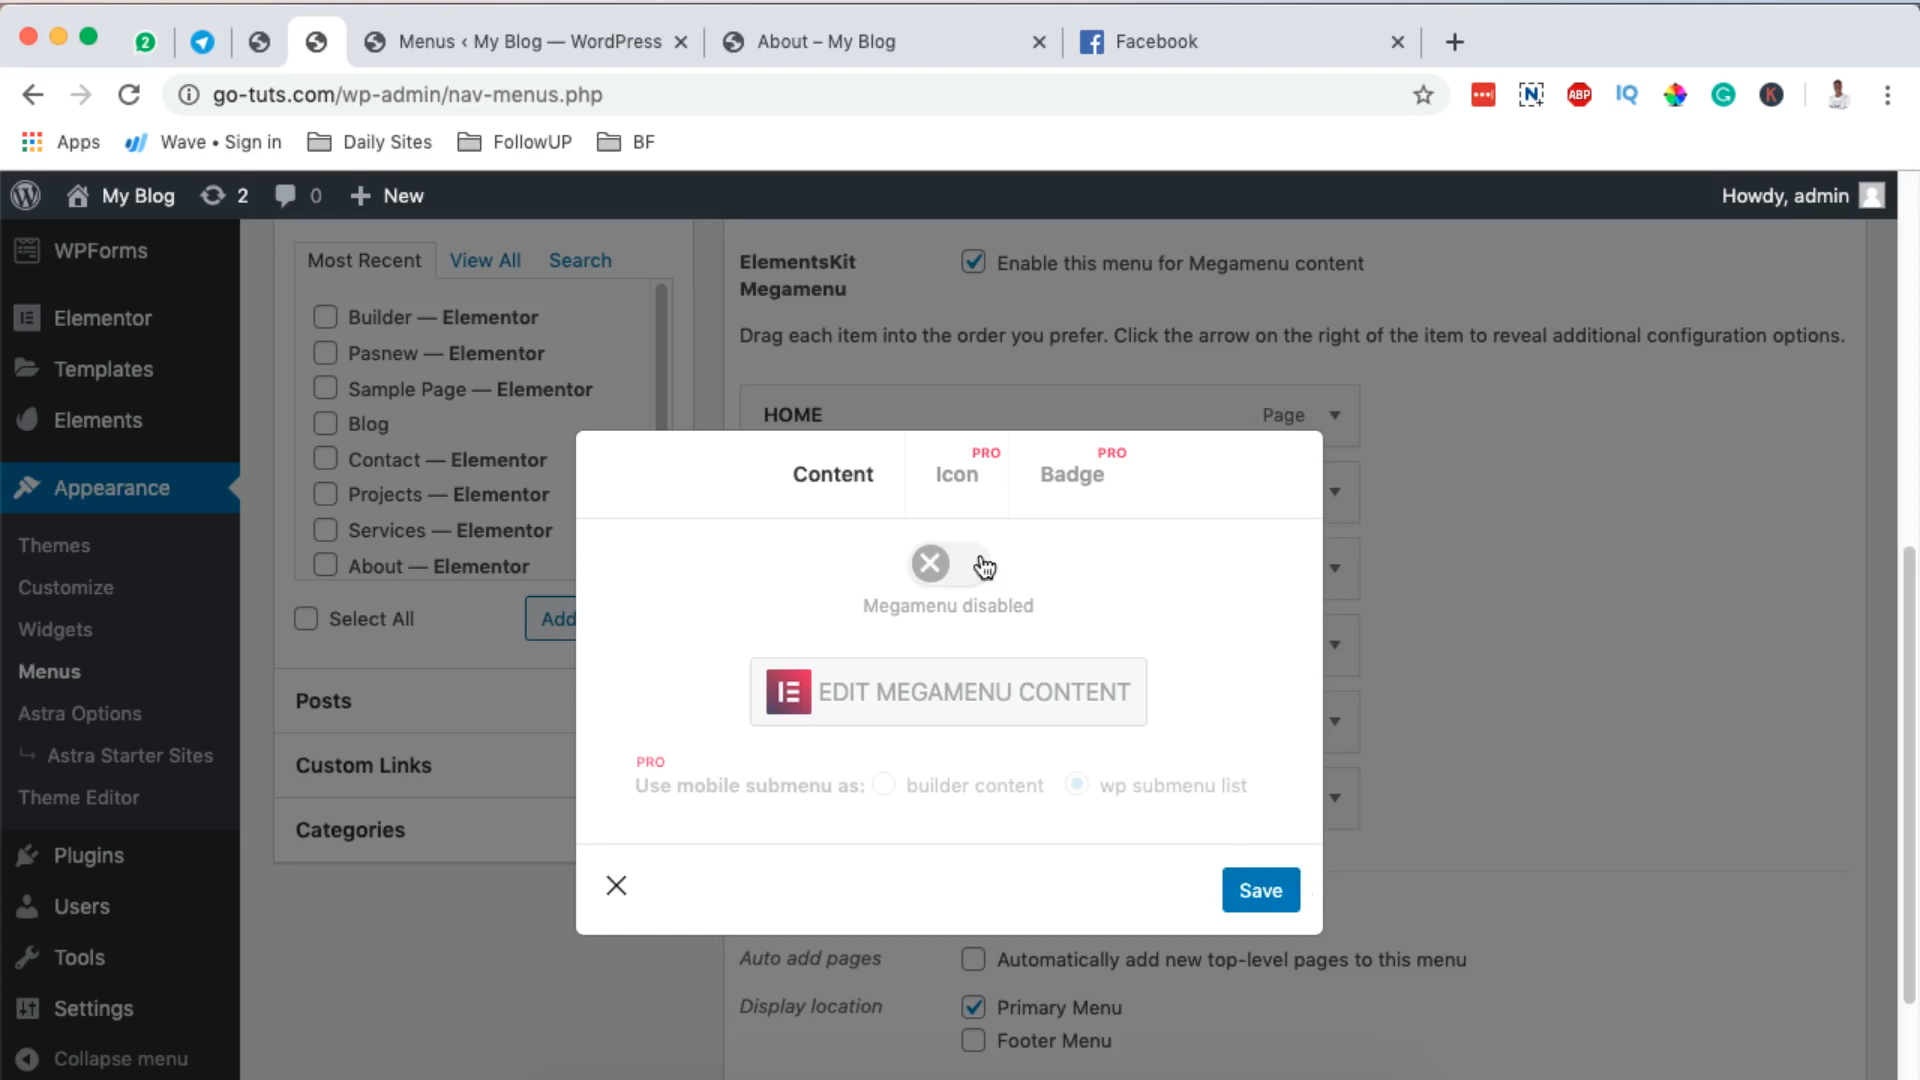 2
Menus ‹ My Blog — WordPress
About – My Blog
Facebook
go-tuts.com/wp-admin/nav-menus.php
ABP
IQ
Apps
Wave • Sign in
Daily Sites
FollowUP
BF
My Blog
2
0
New
Howdy, admin
WPForms
Elementor
Templates
Elements
Appearance
Themes
Customize
Widgets
Menus
Astra Options
Astra Starter Sites
Theme Editor
Plugins
Users
Tools
Settings
Collapse menu
Most Recent
View All
Search
Builder — Elementor
Pasnew — Elementor
Sample Page — Elementor
Blog
Contact — Elementor
Projects — Elementor
Services — Elementor
About — Elementor
Select All
Add
Posts
Custom Links
Categories
ElementsKit
Megamenu
Enable this menu for Megamenu content
Drag each item into the order you prefer. Click the arrow on the right of the item to reveal additional configuration options.
HOME
Page
Content
Icon
PRO
Badge
PRO
Megamenu disabled
EDIT MEGAMENU CONTENT
PRO
Use mobile submenu as:
builder content
wp submenu list
Save
Auto add pages
Automatically add new top-level pages to this menu
Display location
Primary Menu
Footer Menu